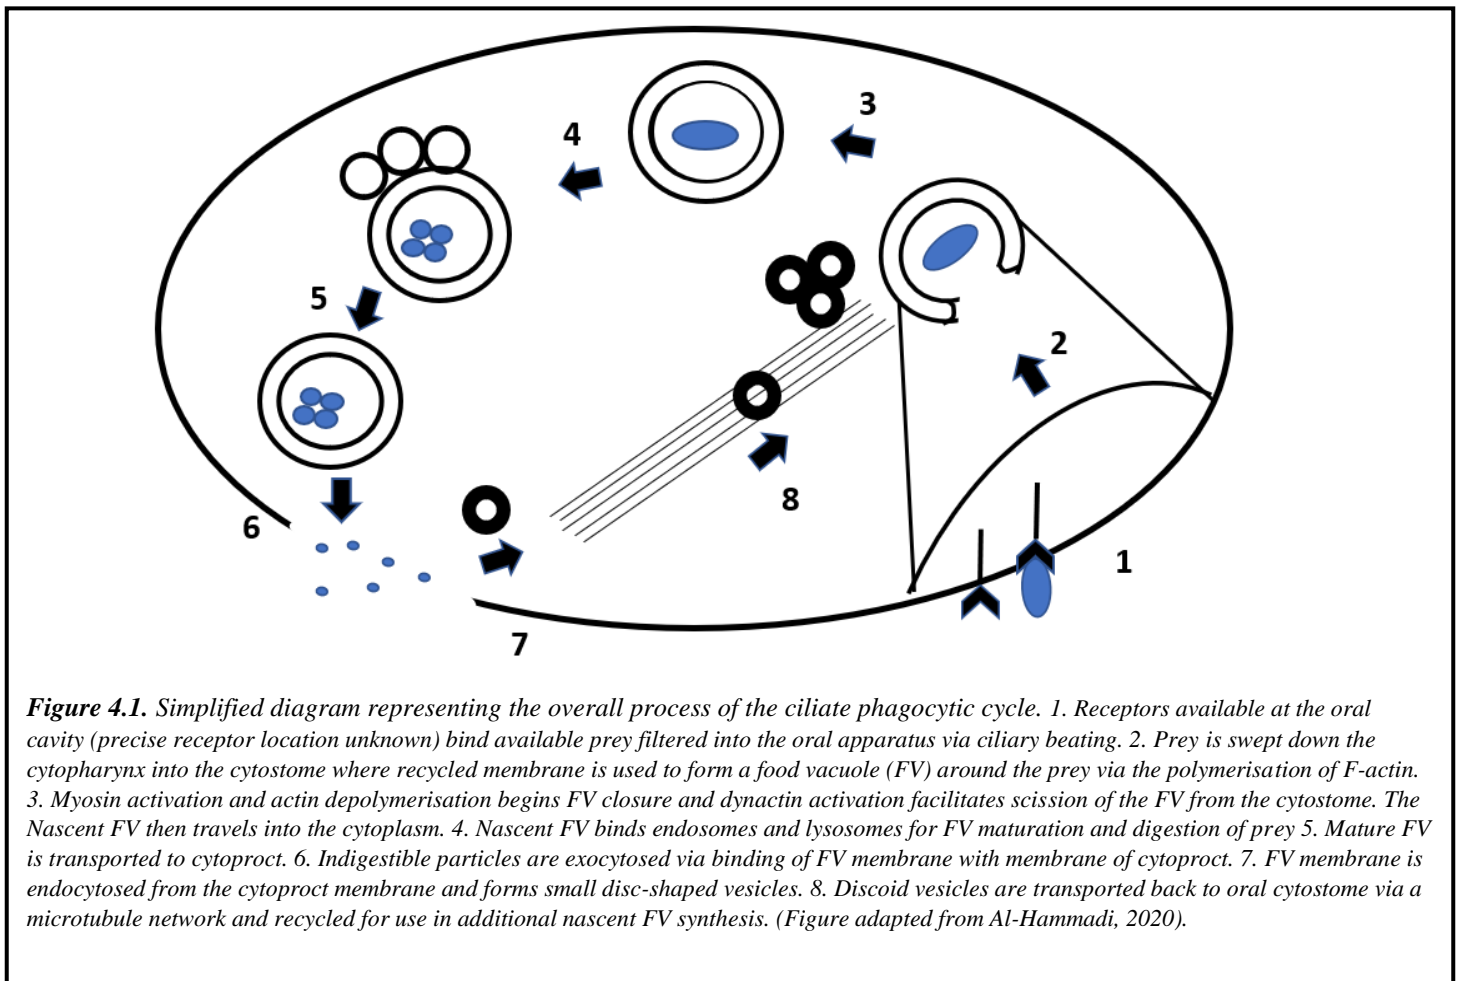 3
4
5
2
8
6
1
7
Figure 4.1. Simplified diagram representing the overall process of the ciliate phagocytic cycle. 1. Receptors available at the oral
cavity (precise receptor location unknown) bind available prey filtered into the oral apparatus via ciliary beating. 2. Prey is swept down the
cytopharynx into the cytostome where recycled membrane is used to form a food vacuole (FV) around the prey via the polymerisation of F-actin.
3. Myosin activation and actin depolymerisation begins FV closure and dynactin activation facilitates scission of the FV from the cytostome. The
Nascent FV then travels into the cytoplasm. 4. Nascent FV binds endosomes and lysosomes for FV maturation and digestion of prey 5. Mature FV
is transported to cytoproct. 6. Indigestible particles are exocytosed via binding of FV membrane with membrane of cytoproct. 7. FV membrane is
endocytosed from the cytoproct membrane and forms small disc-shaped vesicles. 8. Discoid vesicles are transported back to oral cytostome via a
microtubule network and recycled for use in additional nascent FV synthesis. (Figure adapted from Al-Hammadi, 2020).